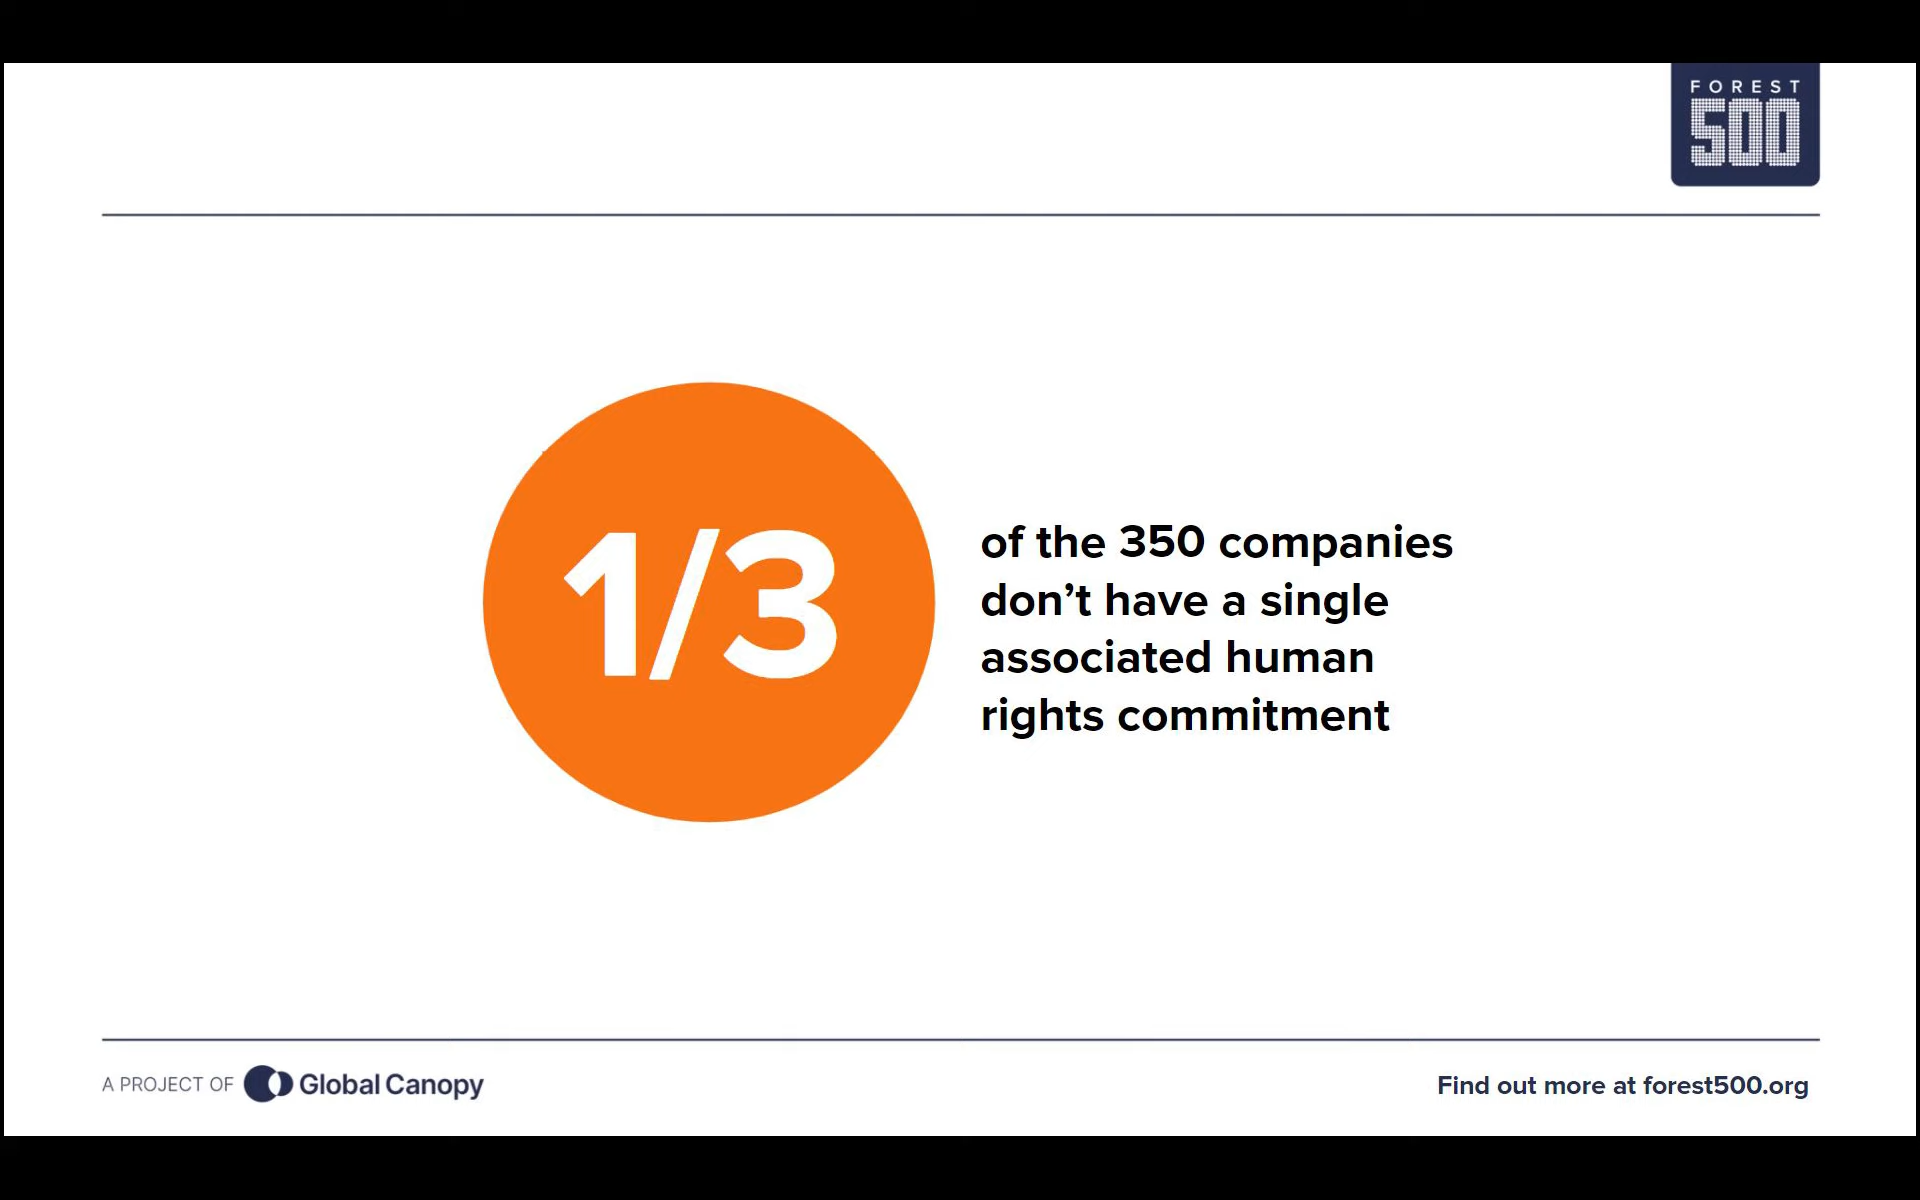 FOREST
500
1/3
of the 350 companies
don’t have a single
associated human
rights commitment
A PROJECT OF Global Canopy
Find out more at forest500.org